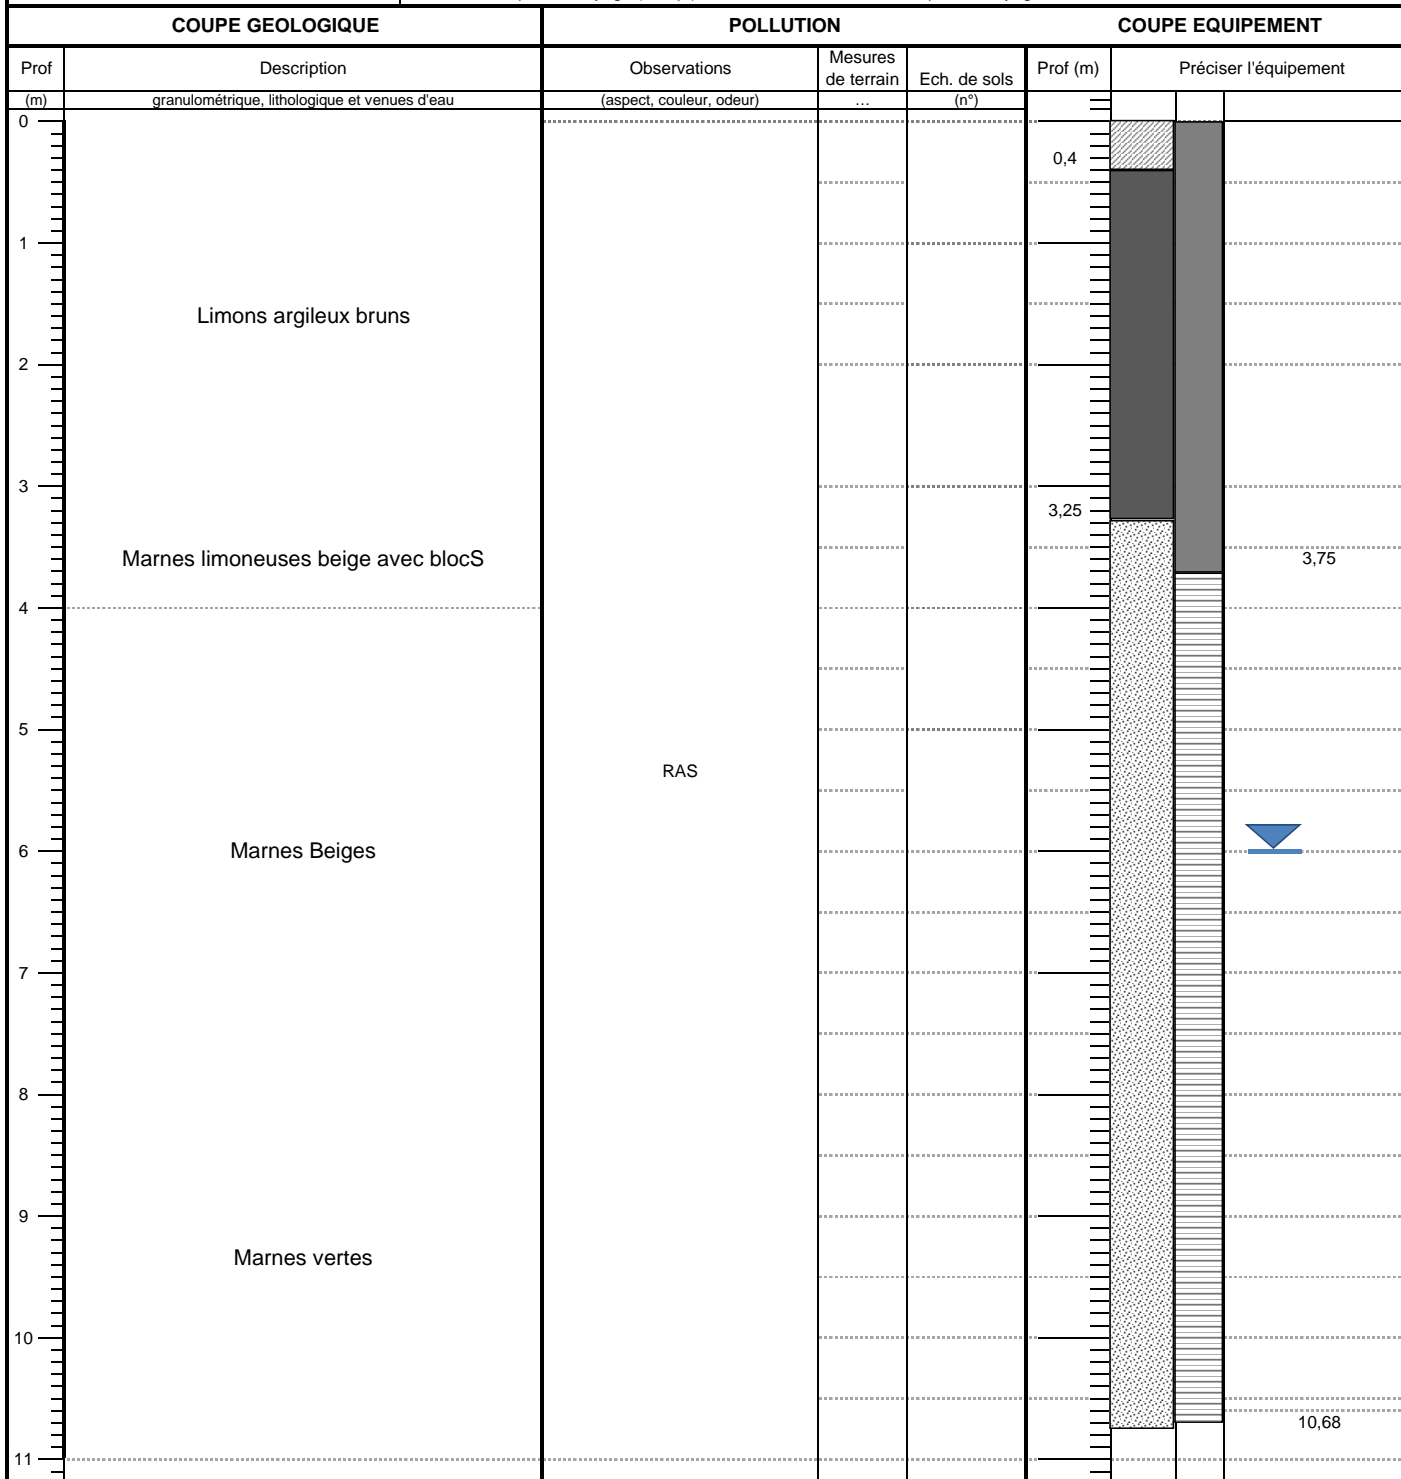 COUPE GEOLOGIQUE POLLUTION COUPE EQUIPEMENT
Prof Description Observations Mesures de terrain Ech. de sols Prof (m) Préciser l'équipement
(m) granulométrique, lithologique et venues d'eau (aspect, couleur, odeur) ... (n°)
0
0,4
1
Limons argileux bruns
2
3
3,25
Marnes limoneuses beige avec blocS 3,75
4
5
RAS
6 Marnes Beiges
7
8
9
Marnes vertes
10
10,68
11